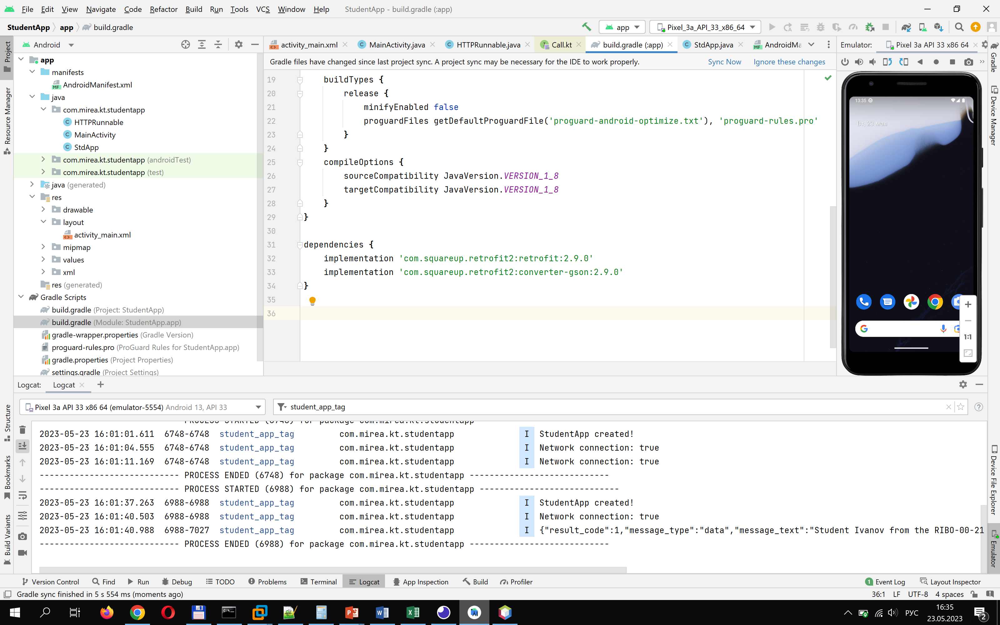 File Edit View Navigate Code Refactor Build Run Tools VCS Window Help StudentApp - build.gradle (:app)
StudentApp app build.gradle
app Pixel_3a_API_33_x86_64
Project
Resource Manager
Structure
Bookmarks
Build Variants
Android
app
manifests
AndroidManifest.xml
java
com.mirea.kt.studentapp
HTTPRunnable
MainActivity
StdApp
com.mirea.kt.studentapp (androidTest)
com.mirea.kt.studentapp (test)
java (generated)
res
drawable
layout
activity_main.xml
mipmap
values
xml
res (generated)
Gradle Scripts
build.gradle (Project: StudentApp)
build.gradle (Module: StudentApp.app)
gradle-wrapper.properties (Gradle Version)
proguard-rules.pro (ProGuard Rules for StudentApp.app)
gradle.properties (Project Properties)
settings.gradle (Project Settings)
activity_main.xml MainActivity.java HTTPRunnable.java Call.kt build.gradle (:app) StdApp.java AndroidMa
Gradle files have changed since last project sync. A project sync may be necessary for the IDE to work properly. Sync Now Ignore these changes
19 buildTypes {
20 release {
21 minifyEnabled false
22 proguardFiles getDefaultProguardFile('proguard-android-optimize.txt'), 'proguard-rules.pro'
23 }
24 }
25 compileOptions {
26 sourceCompatibility JavaVersion.VERSION_1_8
27 targetCompatibility JavaVersion.VERSION_1_8
28 }
29 }
30
31 dependencies {
32 implementation 'com.squareup.retrofit2:retrofit:2.9.0'
33 implementation 'com.squareup.retrofit2:converter-gson:2.9.0'
34 }
35
36
Emulator: Pixel 3a API 33 x86 64
13:35
Вт, 23 мая
1:1
Gradle
Device Manager
Device File Explorer
Emulator
Logcat: Logcat
Pixel 3a API 33 x86 64 (emulator-5554) Android 13, API 33
student_app_tag
PROCESS STARTED (6748) for package com.mirea.kt.studentapp
2023-05-23 16:01:01.611 6748-6748 student_app_tag com.mirea.kt.studentapp I StudentApp created!
2023-05-23 16:01:04.555 6748-6748 student_app_tag com.mirea.kt.studentapp I Network connection: true
2023-05-23 16:01:11.169 6748-6748 student_app_tag com.mirea.kt.studentapp I Network connection: true
---------------------------- PROCESS ENDED (6748) for package com.mirea.kt.studentapp ----------------------------
---------------------------- PROCESS STARTED (6988) for package com.mirea.kt.studentapp ----------------------------
2023-05-23 16:01:37.263 6988-6988 student_app_tag com.mirea.kt.studentapp I StudentApp created!
2023-05-23 16:01:40.503 6988-6988 student_app_tag com.mirea.kt.studentapp I Network connection: true
2023-05-23 16:01:40.988 6988-7027 student_app_tag com.mirea.kt.studentapp I {"result_code":1,"message_type":"data","message_text":"Student Ivanov from the RIBO-00-21
---------------------------- PROCESS ENDED (6988) for package com.mirea.kt.studentapp ----------------------------
Version Control Find Run Debug TODO Problems Terminal Logcat App Inspection Build Profiler 1 Event Log Layout Inspector
Gradle sync finished in 5 s 554 ms (moments ago) 36:1 LF UTF-8 4 spaces
РУС
16:35
23.05.2023
2